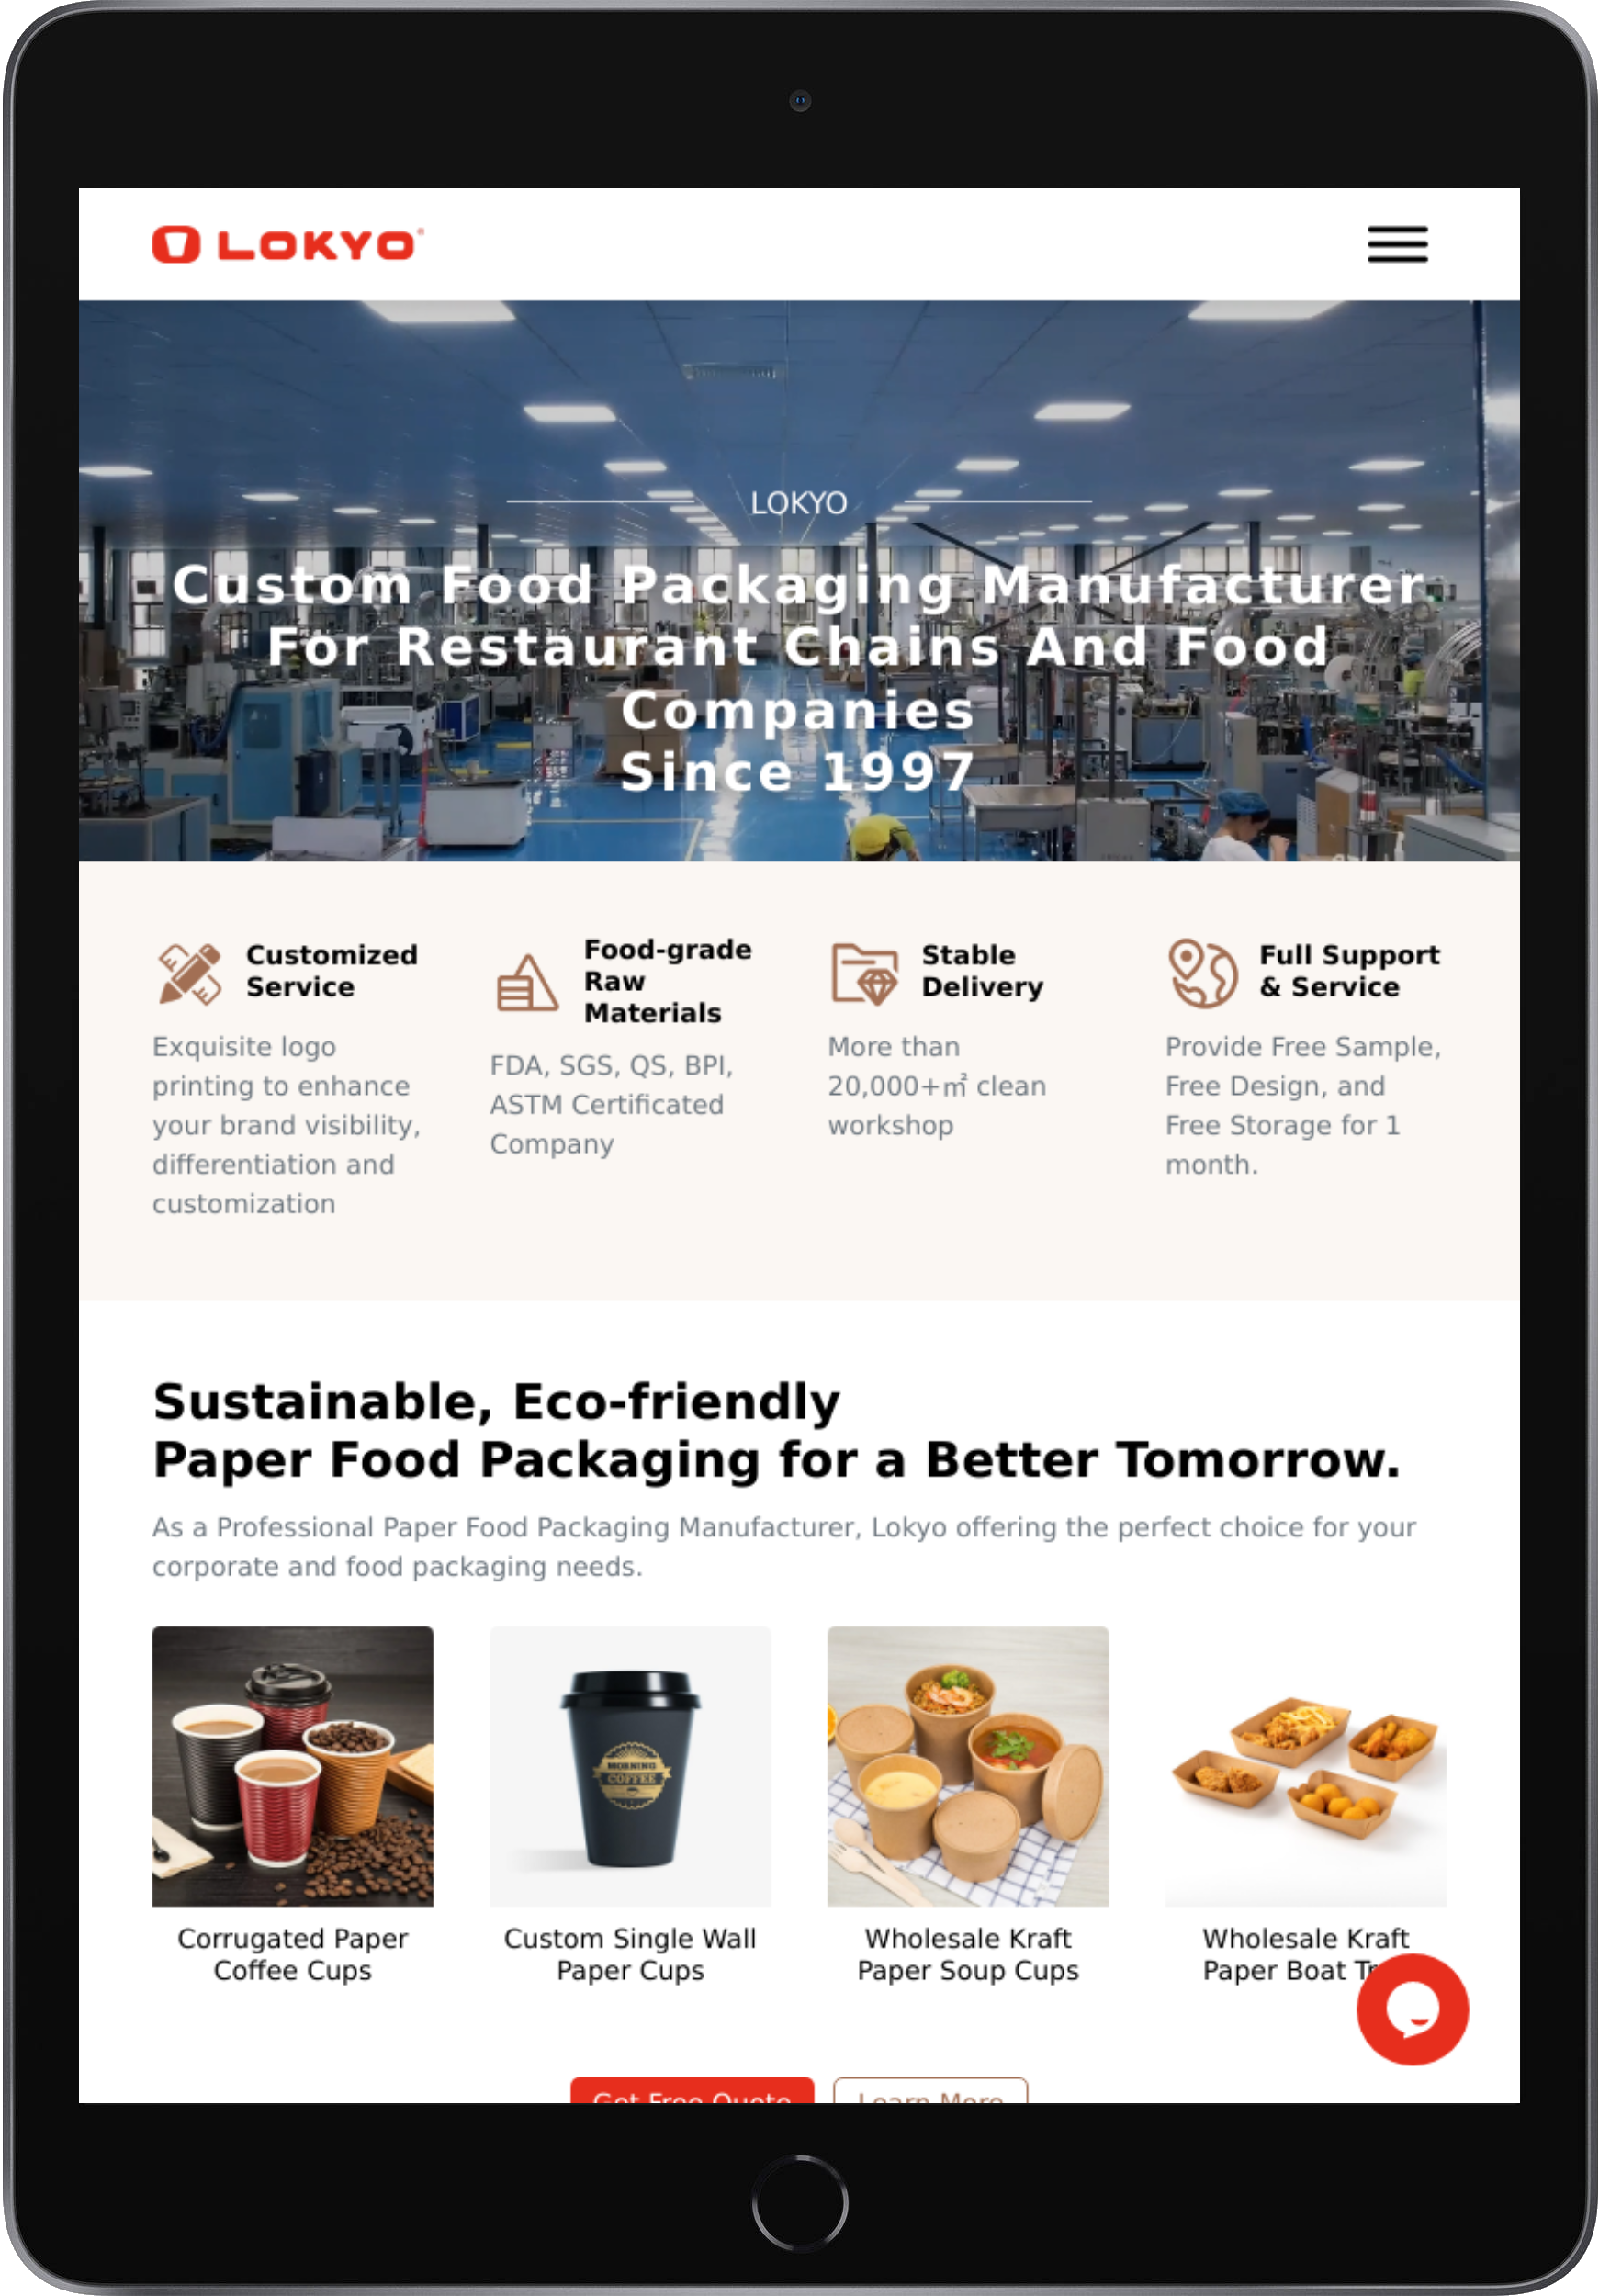 LOKYO®
LOKYO
Custom Food Packaging Manufacturer
For Restaurant Chains And Food
Companies
Since 1997
Customized
Service
Exquisite logo
printing to enhance
your brand visibility,
differentiation and
customization
Food-grade
Raw
Materials
FDA, SGS, QS, BPI,
ASTM Certificated
Company
Stable
Delivery
More than
20,000+㎡ clean
workshop
Full Support
& Service
Provide Free Sample,
Free Design, and
Free Storage for 1
month.
Sustainable, Eco-friendly
Paper Food Packaging for a Better Tomorrow.
As a Professional Paper Food Packaging Manufacturer, Lokyo offering the perfect choice for your
corporate and food packaging needs.
MORNING
COFFEE
Corrugated Paper
Coffee Cups
Custom Single Wall
Paper Cups
Wholesale Kraft
Paper Soup Cups
Wholesale Kraft
Paper Boat
Get Free Quote
Learn More